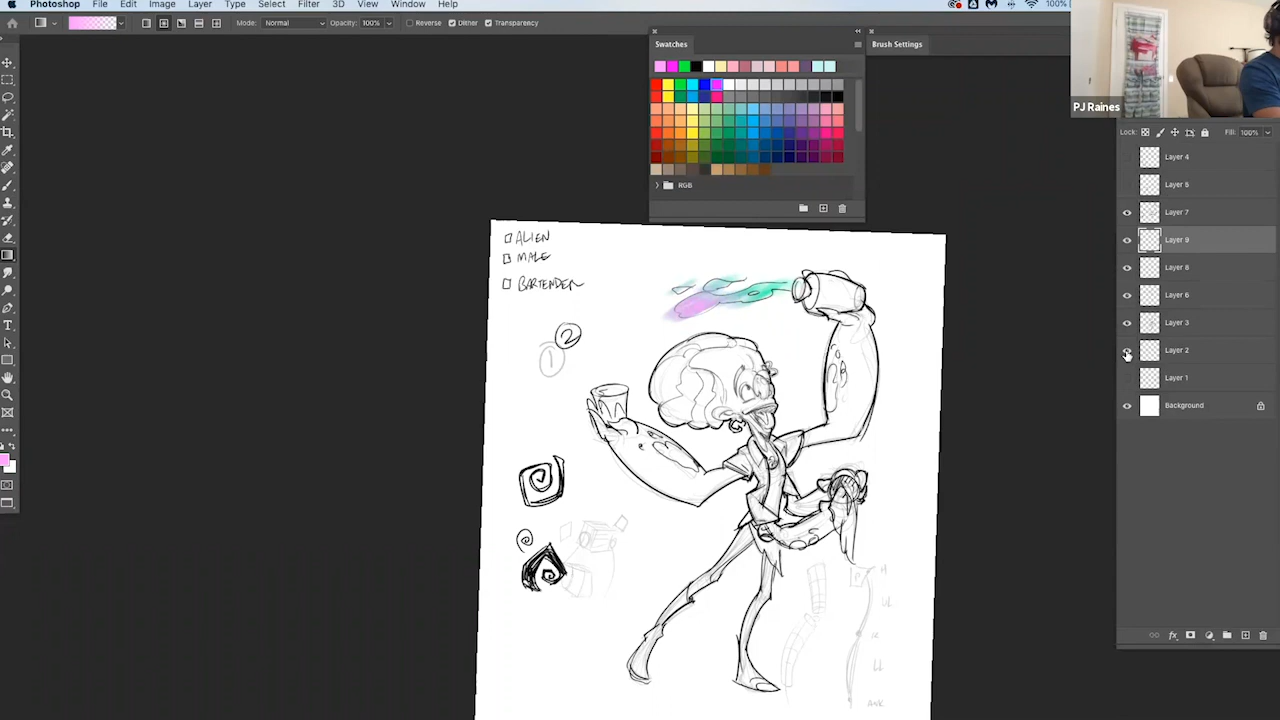 Photoshop File Edit Image Layer Type Select Filter 3D View Window Help 100%
Mode: Normal Opacity: 100% Reverse Dither Transparency
Swatches
Brush Settings
PJ Raines
RGB
Lock: Fill: 100%
Layer 4
Layer 5
Layer 7
Layer 9
Layer 8
Layer 6
Layer 3
Layer 2
Layer 1
Background
ALIEN
MALE
BARTENDER
2
1